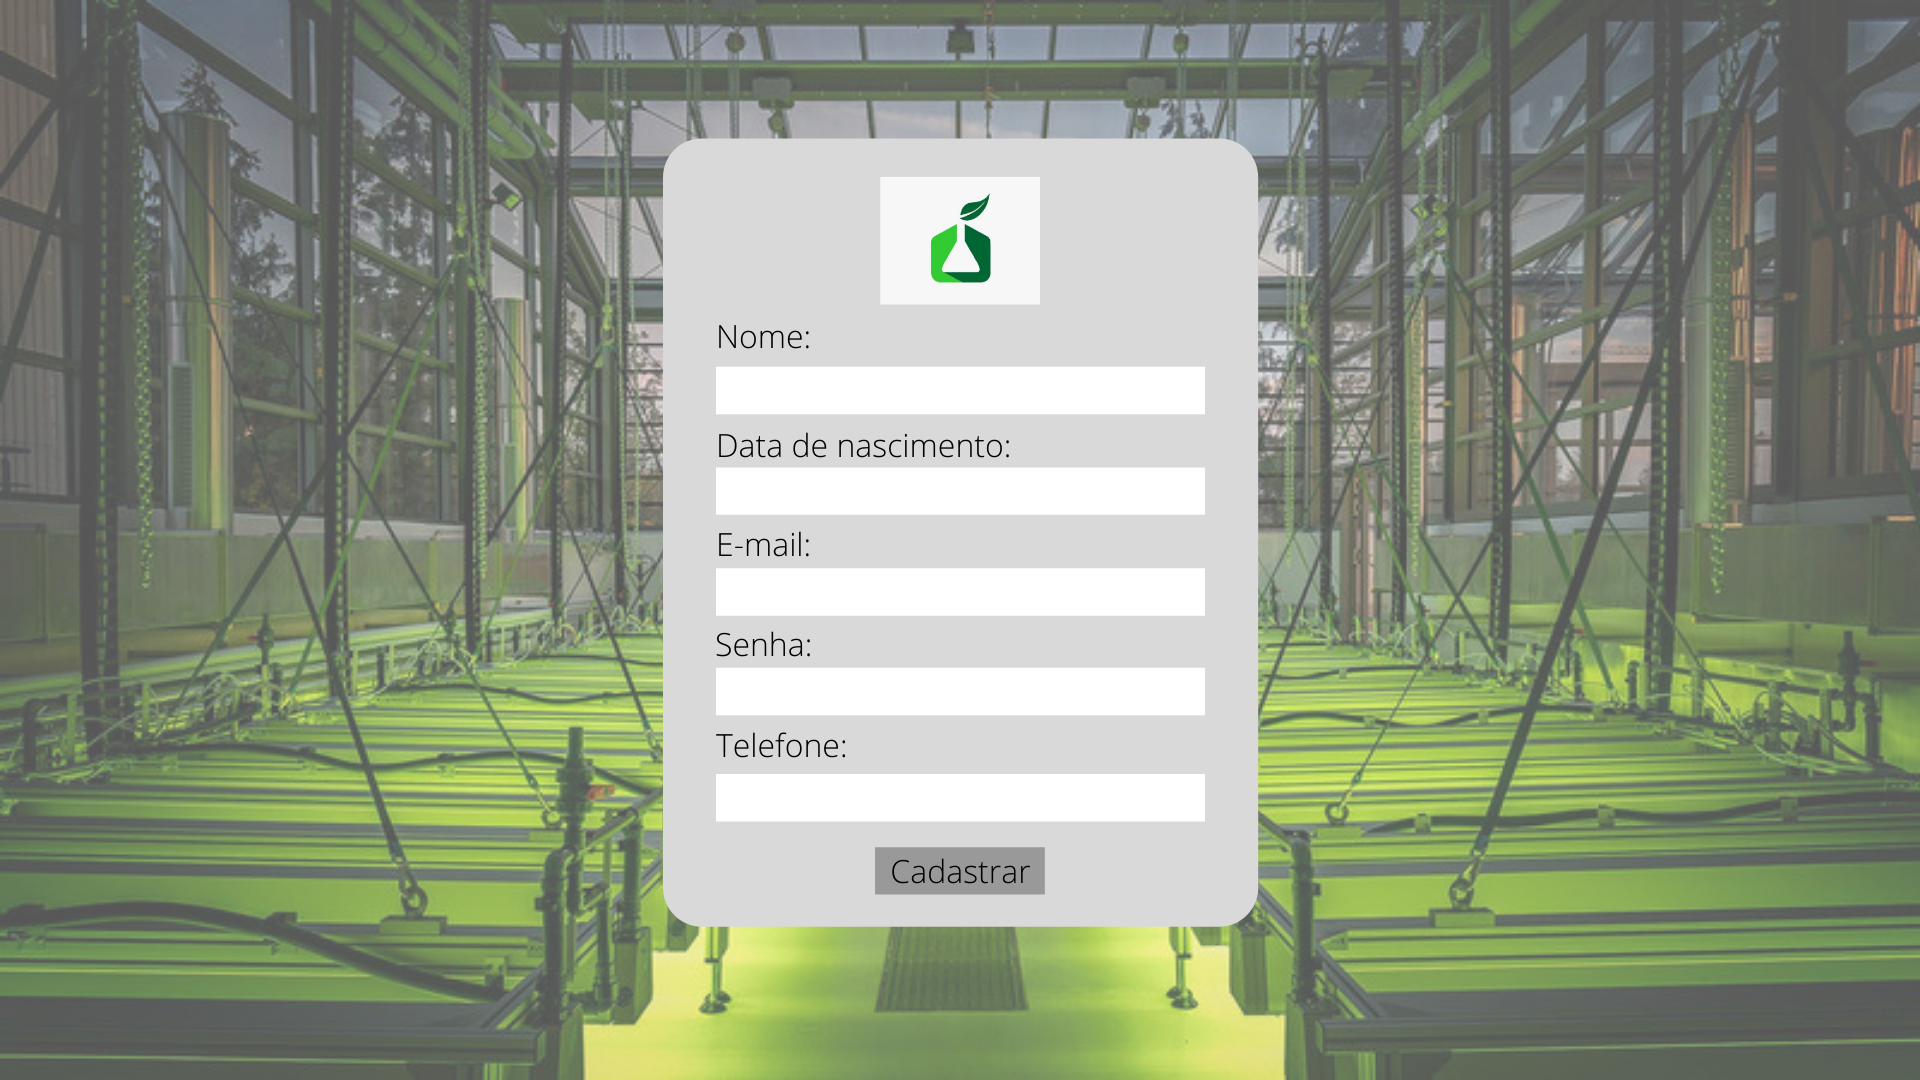 Nome:
Data de nascimento:
E-mail:
Senha:
Telefone:
Cadastrar